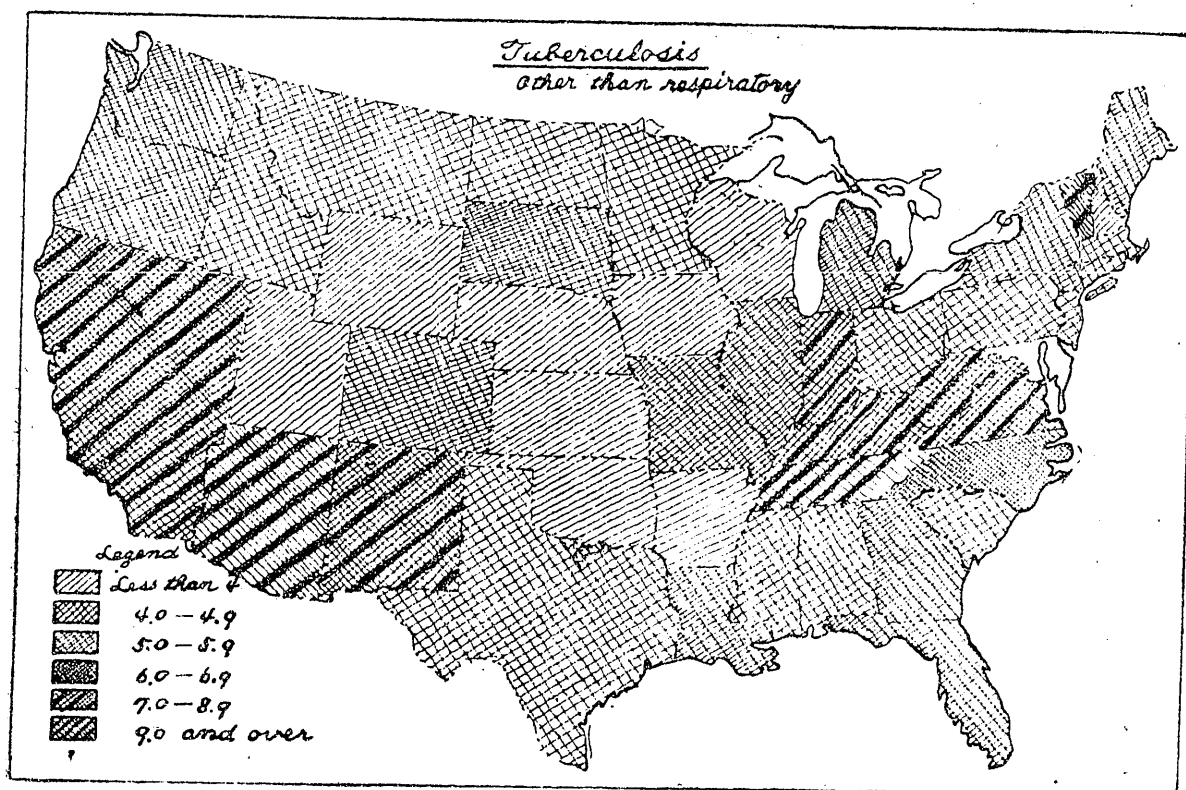 Tuberculosis
other than respiratory
Legend
Less than 4
4.0 — 4.9
5.0 — 5.9
6.0 — 6.9
7.0 — 8.9
9.0 and over